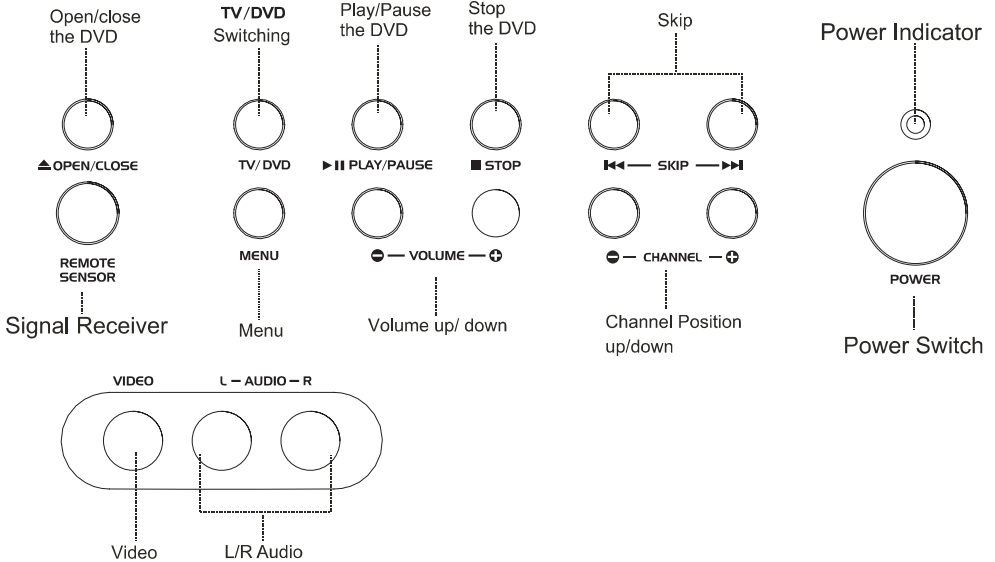 Open/close
the DVD
TV/DVD
Switching
Play/Pause
the DVD
Stop
the DVD
Skip
Power Indicator
⏏OPEN/CLOSE
TV/DVD
▶❚❚ PLAY/PAUSE
■ STOP
⏮ — SKIP — ⏭
REMOTE
SENSOR
MENU
⊖ — VOLUME — ⊕
⊖ — CHANNEL — ⊕
POWER
Signal Receiver
Menu
Volume up/ down
Channel Position
up/down
Power Switch
VIDEO
L — AUDIO — R
Video
L/R Audio